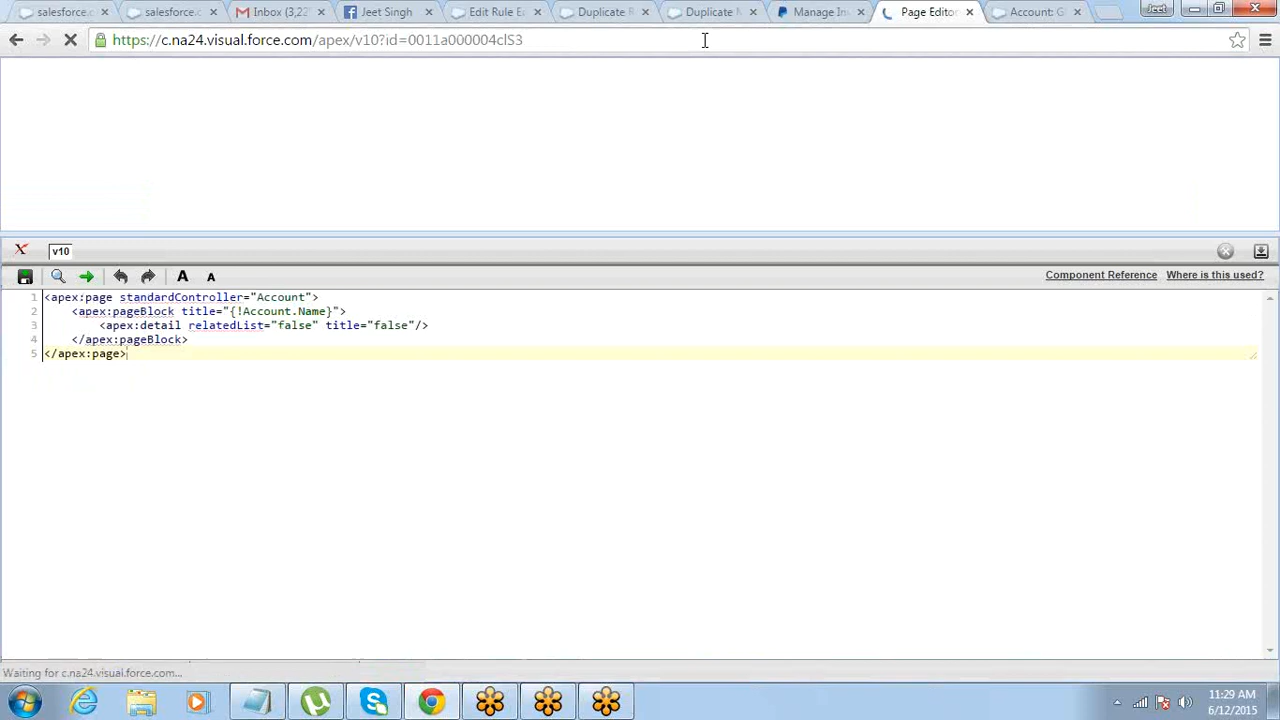 salesforce.c
salesforce.c
Inbox (3,22
Jeet Singh
Edit Rule E
Duplicate
Duplicate
Manage In
Page Editor
Account: G
Jeet
https://c.na24.visual.force.com/apex/v10?id=0011a000004clS3
v10
A A
Component Reference
Where is this used?
1 <apex:page standardController="Account">
2 <apex:pageBlock title="{!Account.Name}">
3 <apex:detail relatedList="false" title="false"/>
4 </apex:pageBlock>
5 </apex:page>
Waiting for c.na24.visual.force.com...
11:29 AM
6/12/2015